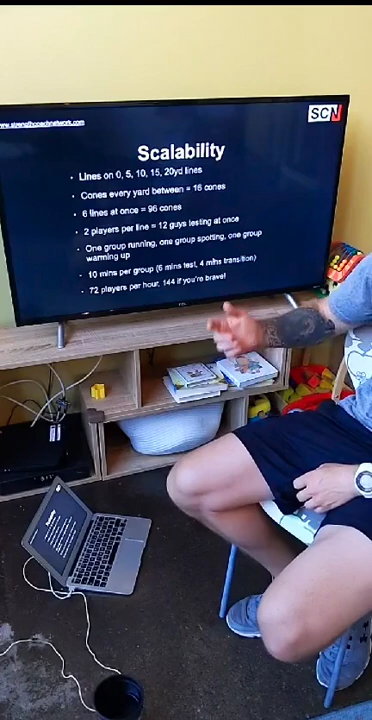 SCN
www.strengthcoachnetwork.com
Scalability
• Lines on 0, 5, 10, 15, 20yd lines
• Cones every yard between = 16 cones
• 6 lines at once = 96 cones
• 2 players per line = 12 guys testing at once
• One group running, one group spotting, one group
warming up
• 10 mins per group (6 mins test, 4 mins transition)
• 72 players per hour, 144 if you're brave!
TCL
Scalability